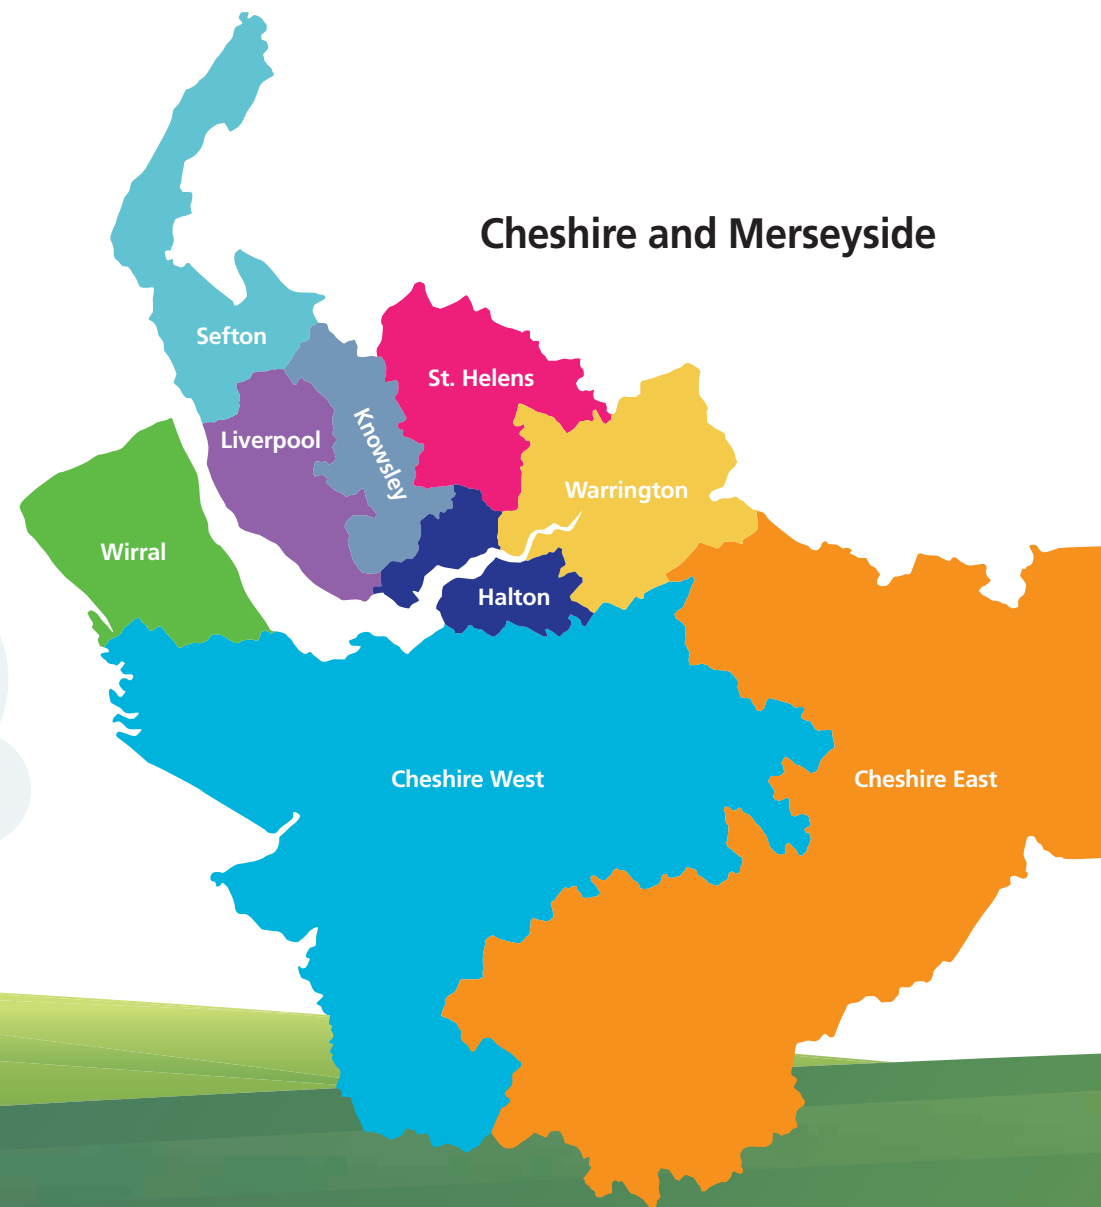 Cheshire and Merseyside
Sefton
St. Helens
Liverpool
Knowsley
Warrington
Wirral
Halton
Cheshire West
Cheshire East